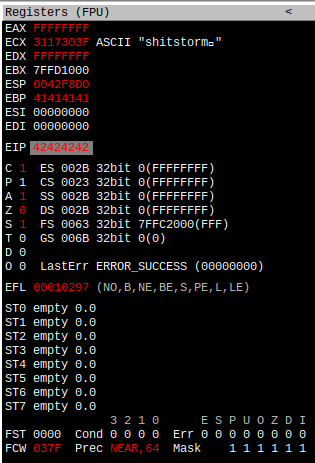 Registers (FPU) <
EAX FFFFFFFF
ECX 3117303F ASCII "shitstorm"
EDX FFFFFFFF
EBX 7FFD1000
ESP 0042F8D0
EBP 41414141
ESI 00000000
EDI 00000000
EIP 42424242
C 1 ES 002B 32bit 0(FFFFFFFF)
P 1 CS 0023 32bit 0(FFFFFFFF)
A 1 SS 002B 32bit 0(FFFFFFFF)
Z 0 DS 002B 32bit 0(FFFFFFFF)
S 1 FS 0063 32bit 7FFC2000(FFF)
T 0 GS 006B 32bit 0(0)
D 0
O 0 LastErr ERROR_SUCCESS (00000000)
EFL 00010297 (NO,B,NE,BE,S,PE,L,LE)
ST0 empty 0.0
ST1 empty 0.0
ST2 empty 0.0
ST3 empty 0.0
ST4 empty 0.0
ST5 empty 0.0
ST6 empty 0.0
ST7 empty 0.0
3 2 1 0 E S P U O Z D I
FST 0000 Cond 0 0 0 0 Err 0 0 0 0 0 0 0 0
FCW 037F Prec NEAR,64 Mask 1 1 1 1 1 1